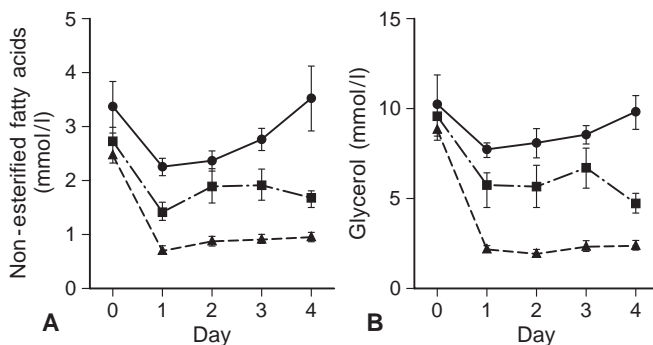 Non-esterified fatty acids
(mmol/l)
5
4
3
2
1
0
0 1 2 3 4
A Day
Glycerol (mmol/l)
15
10
5
0
0 1 2 3 4
B Day